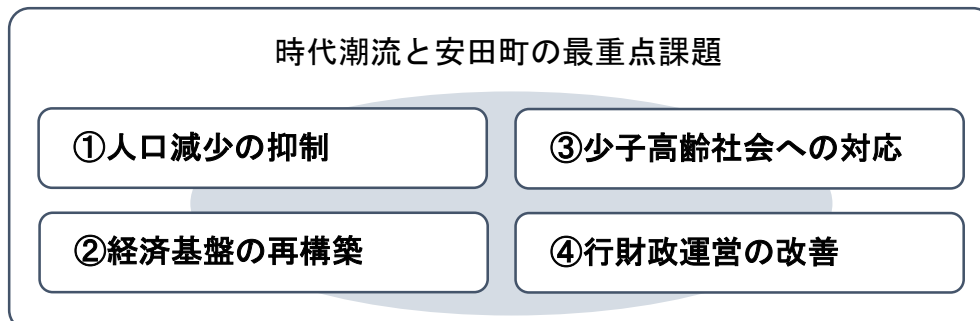 時代潮流と安田町の最重点課題
①人口減少の抑制
②経済基盤の再構築
③少子高齢社会への対応
④行財政運営の改善